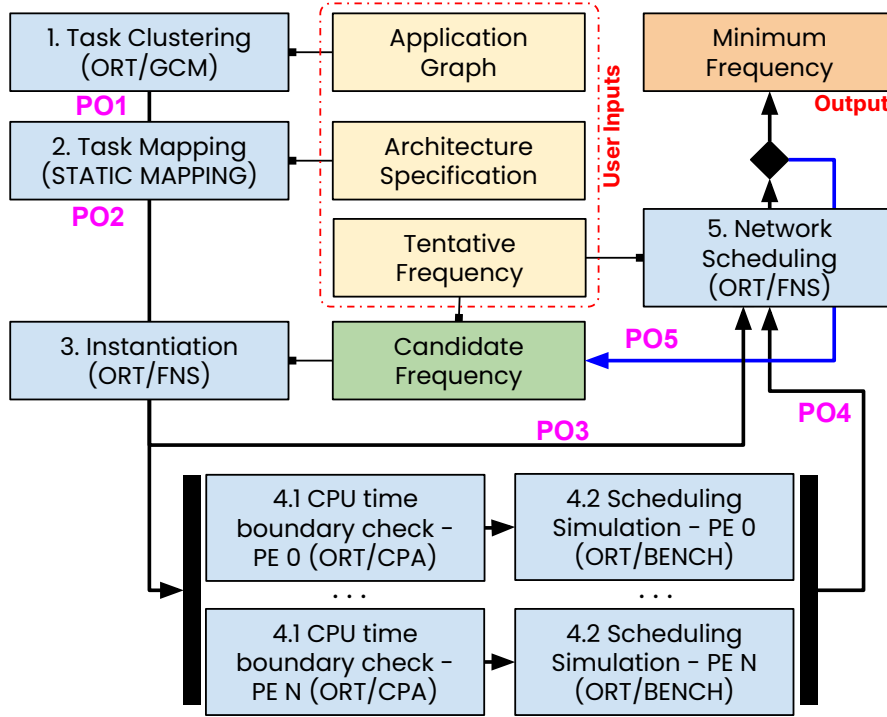 1. Task Clustering
(ORT/GCM)
Application
Graph
Minimum
Frequency
PO1
Output
2. Task Mapping
(STATIC MAPPING)
Architecture
Specification
User Inputs
PO2
Tentative
Frequency
5. Network
Scheduling
(ORT/FNS)
3. Instantiation
(ORT/FNS)
Candidate
Frequency
PO5
PO3
PO4
4.1 CPU time
boundary check -
PE 0 (ORT/CPA)
4.2 Scheduling
Simulation - PE 0
(ORT/BENCH)
. . .
. . .
4.1 CPU time
boundary check -
PE N (ORT/CPA)
4.2 Scheduling
Simulation - PE N
(ORT/BENCH)